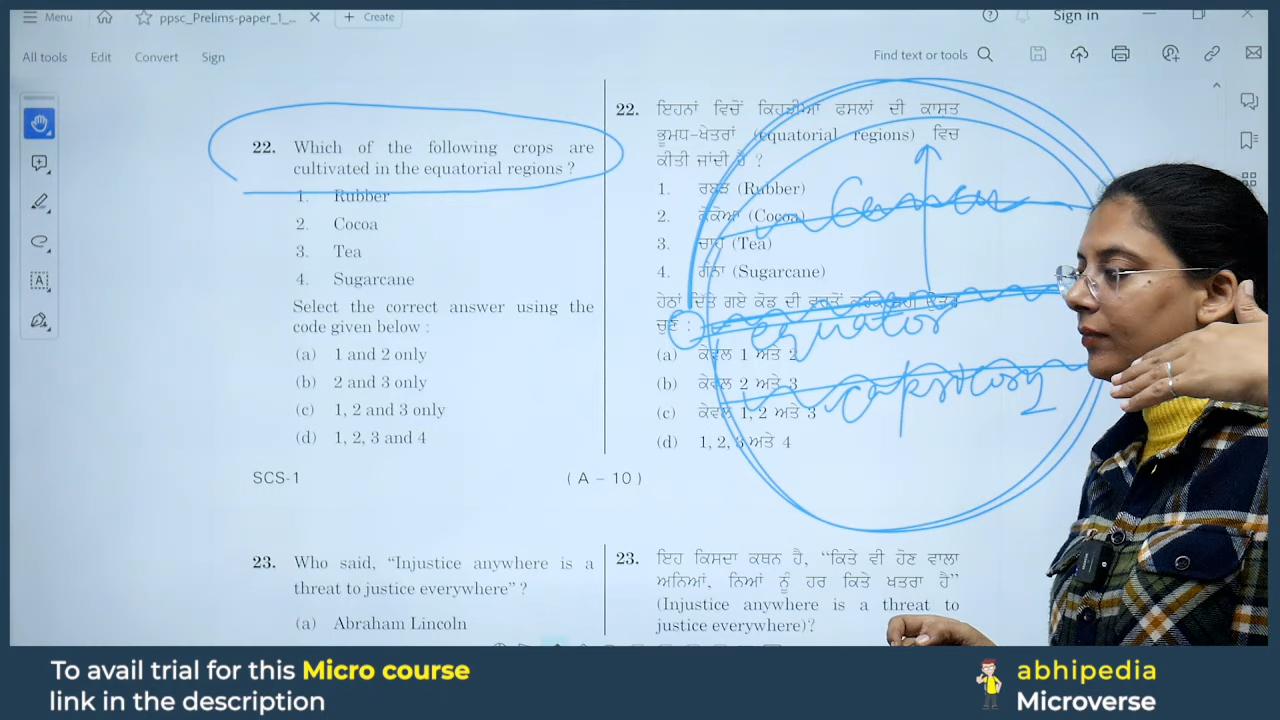 Menu
ppsc_Prelims-paper_1_...
+ Create
Sign in
All tools
Edit
Convert
Sign
Find text or tools
22. Which of the following crops are
cultivated in the equatorial regions ?
1. Rubber
2. Cocoa
3. Tea
4. Sugarcane
Select the correct answer using the
code given below :
(a) 1 and 2 only
(b) 2 and 3 only
(c) 1, 2 and 3 only
(d) 1, 2, 3 and 4
22. ਇਹਨਾਂ ਵਿਚੋਂ ਕਿਹੜੀਆਂ ਫਸਲਾਂ ਦੀ ਕਾਸ਼ਤ
ਭੂਮਧ-ਖੇਤਰਾਂ (equatorial regions) ਵਿਚ
ਕੀਤੀ ਜਾਂਦੀ ਹੈ ?
1. ਰਬੜ (Rubber)
2. ਕੋਕੋਆ (Cocoa)
3. ਚਾਹ (Tea)
4. ਗੰਨਾ (Sugarcane)
ਹੇਠਾਂ ਦਿੱਤੇ ਗਏ ਕੋਡ ਦੀ ਵਰਤੋਂ
ਚੁਣੋ :
equator
(a) ਕੇਵਲ 1 ਅਤੇ 2
(b) ਕੇਵਲ 2 ਅਤੇ 3
(c) ਕੇਵਲ 1, 2 ਅਤੇ 3
(d) 1, 2, 3 ਅਤੇ 4
SCS-1
( A – 10 )
23. Who said, “Injustice anywhere is a
threat to justice everywhere” ?
(a) Abraham Lincoln
23. ਇਹ ਕਿਸਦਾ ਕਥਨ ਹੈ, “ਕਿਤੇ ਵੀ ਹੋਣ ਵਾਲਾ
ਅਨਿਆਂ, ਨਿਆਂ ਨੂੰ ਹਰ ਕਿਤੇ ਖਤਰਾ ਹੈ”
(Injustice anywhere is a threat to
justice everywhere)?
To avail trial for this Micro course
link in the description
abhipedia
Microverse